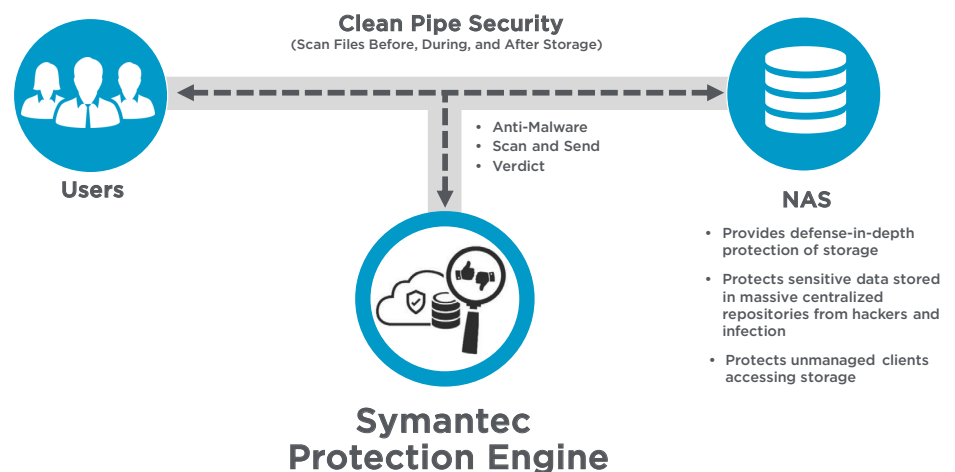 Clean Pipe Security
(Scan Files Before, During, and After Storage)
• Anti-Malware
• Scan and Send
• Verdict
Users
NAS
• Provides defense-in-depth
protection of storage
• Protects sensitive data stored
in massive centralized
repositories from hackers and
infection
• Protects unmanaged clients
accessing storage
Symantec
Protection Engine